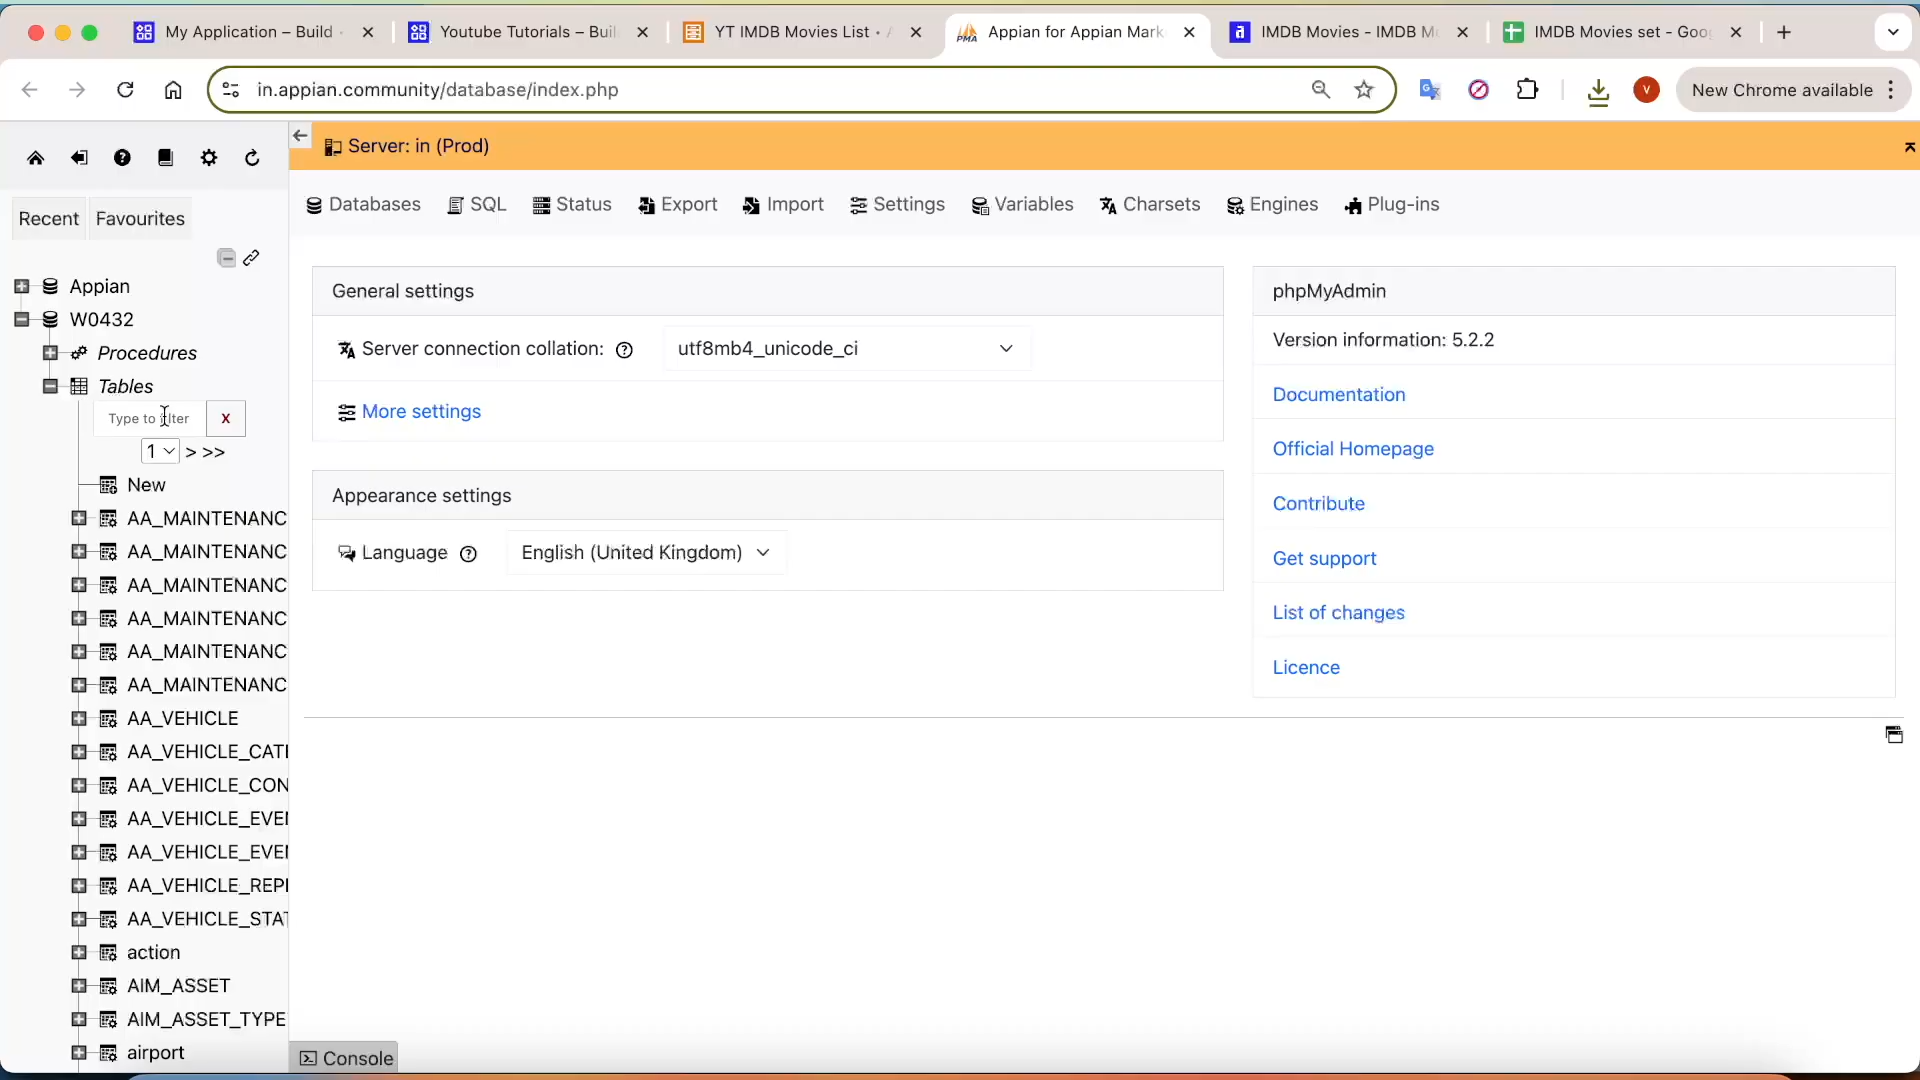 My Application – Build
Youtube Tutorials – Buil
YT IMDB Movies List •
Appian for Appian Mark
IMDB Movies - IMDB M
IMDB Movies set - Goo
in.appian.community/database/index.php
V
New Chrome available
Server: in (Prod)
Databases
SQL
Status
Export
Import
Settings
Variables
Charsets
Engines
Plug-ins
Recent
Favourites
Appian
W0432
Procedures
Tables
Type to filter
X
1
> >>
New
AA_MAINTENANC
AA_MAINTENANC
AA_MAINTENANC
AA_MAINTENANC
AA_MAINTENANC
AA_MAINTENANC
AA_VEHICLE
AA_VEHICLE_CATE
AA_VEHICLE_CON
AA_VEHICLE_EVEN
AA_VEHICLE_EVEN
AA_VEHICLE_REPI
AA_VEHICLE_STAT
action
AIM_ASSET
AIM_ASSET_TYPE
airport
General settings
Server connection collation:
utf8mb4_unicode_ci
More settings
Appearance settings
Language
English (United Kingdom)
phpMyAdmin
Version information: 5.2.2
Documentation
Official Homepage
Contribute
Get support
List of changes
Licence
Console